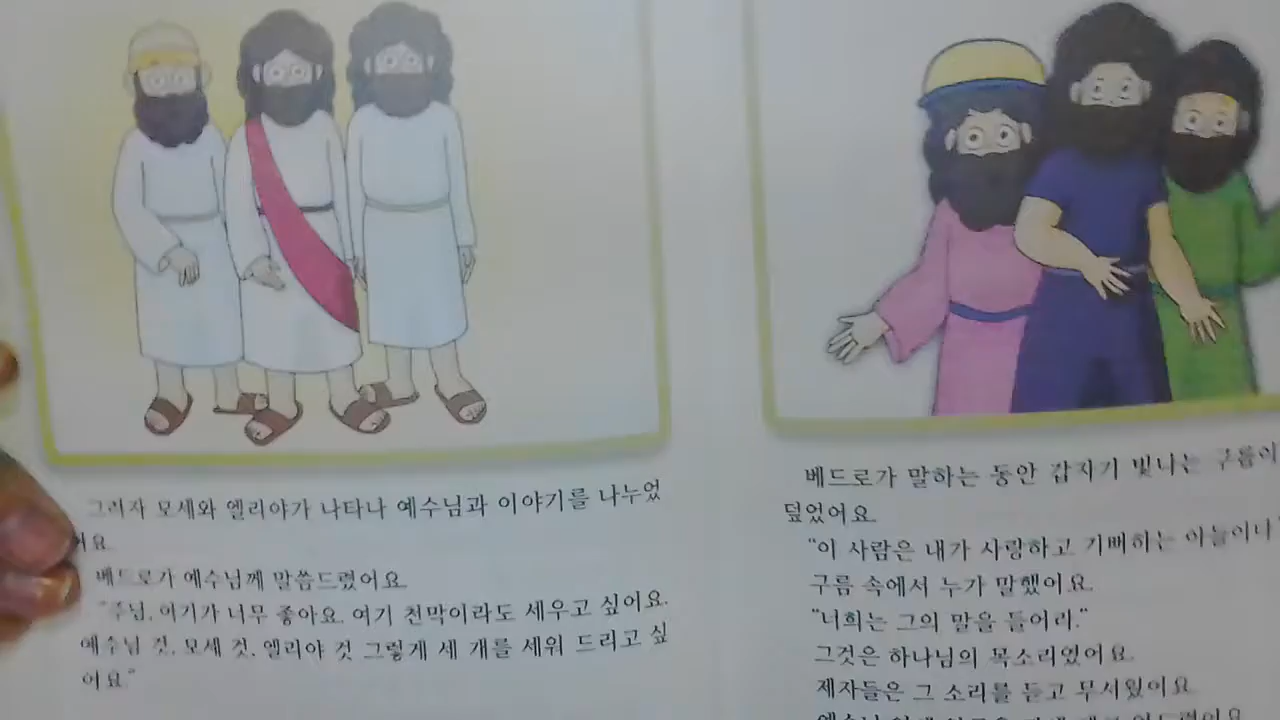 그러자 모세와 엘리야가 나타나 예수님과 이야기를 나누었
어요.
베드로가 예수님께 말씀드렸어요.
"주님, 여기가 너무 좋아요. 여기 천막이라도 세우고 싶어요.
예수님 것, 모세 것, 엘리야 것 그렇게 세 개를 세워 드리고 싶
어요."
베드로가 말하는 동안 갑자기 빛나는 구름이
덮었어요.
"이 사람은 내가 사랑하고 기뻐하는 아들이다
구름 속에서 누가 말했어요.
"너희는 그의 말을 들어라."
그것은 하나님의 목소리였어요.
제자들은 그 소리를 듣고 무서웠어요.